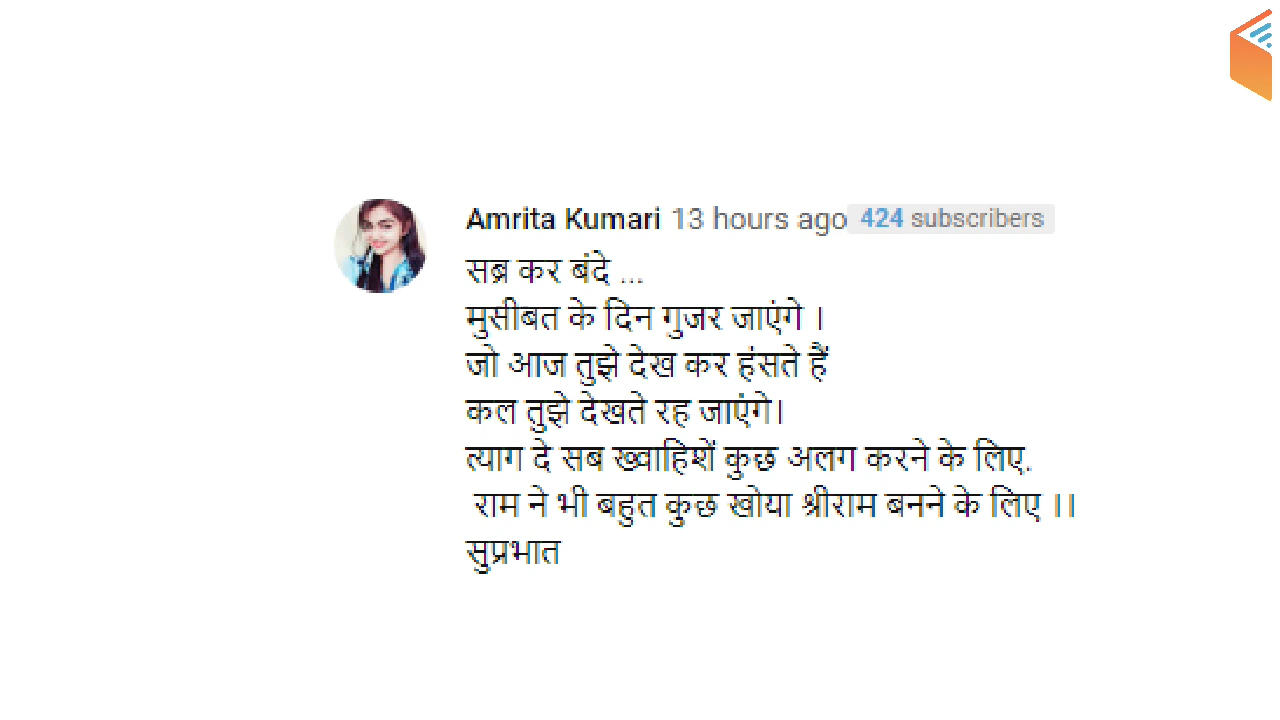 Amrita Kumari 13 hours ago 424 subscribers
सब्र कर बंदे ...
मुसीबत के दिन गुजर जाएंगे ।
जो आज तुझे देख कर हंसते हैं
कल तुझे देखते रह जाएंगे।
त्याग दे सब ख्वाहिशें कुछ अलग करने के लिए.
राम ने भी बहुत कुछ खोया श्रीराम बनने के लिए ।।
सुप्रभात